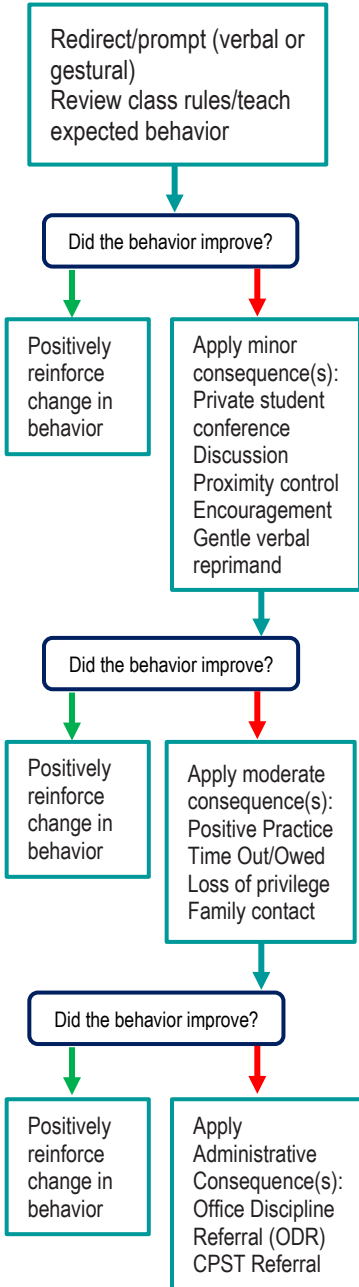 Redirect/prompt (verbal or
gestural)
Review class rules/teach
expected behavior
Did the behavior improve?
Positively
reinforce
change in
behavior
Apply minor
consequence(s):
Private student
conference
Discussion
Proximity control
Encouragement
Gentle verbal
reprimand
Did the behavior improve?
Positively
reinforce
change in
behavior
Apply moderate
consequence(s):
Positive Practice
Time Out/Owed
Loss of privilege
Family contact
Did the behavior improve?
Positively
reinforce
change in
behavior
Apply
Administrative
Consequence(s):
Office Discipline
Referral (ODR)
CPST Referral